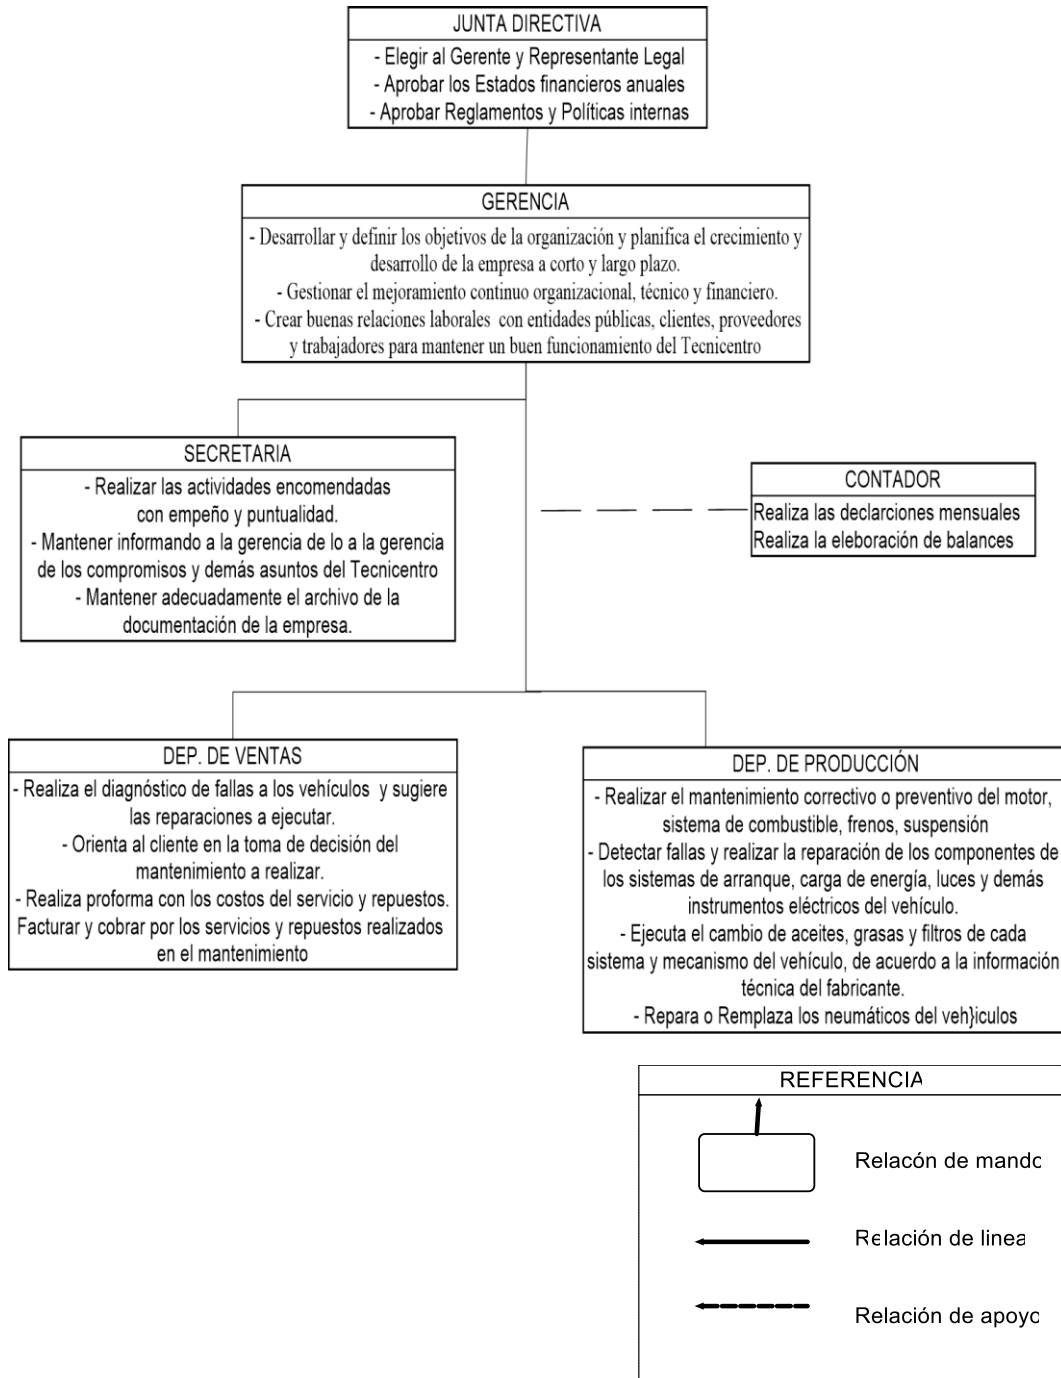 JUNTA DIRECTIVA
- Elegir al Gerente y Representante Legal
- Aprobar los Estados financieros anuales
- Aprobar Reglamentos y Políticas internas
GERENCIA
- Desarrollar y definir los objetivos de la organización y planifica el crecimiento y
desarrollo de la empresa a corto y largo plazo.
- Gestionar el mejoramiento continuo organizacional, técnico y financiero.
- Crear buenas relaciones laborales con entidades públicas, clientes, proveedores
y trabajadores para mantener un buen funcionamiento del Tecnicentro
SECRETARIA
- Realizar las actividades encomendadas
con empeño y puntualidad.
- Mantener informando a la gerencia de lo a la gerencia
de los compromisos y demás asuntos del Tecnicentro
- Mantener adecuadamente el archivo de la
documentación de la empresa.
CONTADOR
Realiza las declarciones mensuales
Realiza la eleboración de balances
DEP. DE VENTAS
- Realiza el diagnóstico de fallas a los vehículos y sugiere
las reparaciones a ejecutar.
- Orienta al cliente en la toma de decisión del
mantenimiento a realizar.
- Realiza proforma con los costos del servicio y repuestos.
Facturar y cobrar por los servicios y repuestos realizados
en el mantenimiento
DEP. DE PRODUCCIÓN
- Realizar el mantenimiento correctivo o preventivo del motor,
sistema de combustible, frenos, suspensión
- Detectar fallas y realizar la reparación de los componentes de
los sistemas de arranque, carga de energía, luces y demás
instrumentos eléctricos del vehículo.
- Ejecuta el cambio de aceites, grasas y filtros de cada
sistema y mecanismo del vehículo, de acuerdo a la información
técnica del fabricante.
- Repara o Remplaza los neumáticos del veh}iculos
REFERENCIA
Relacón de mando
Relación de linea
Relación de apoyo